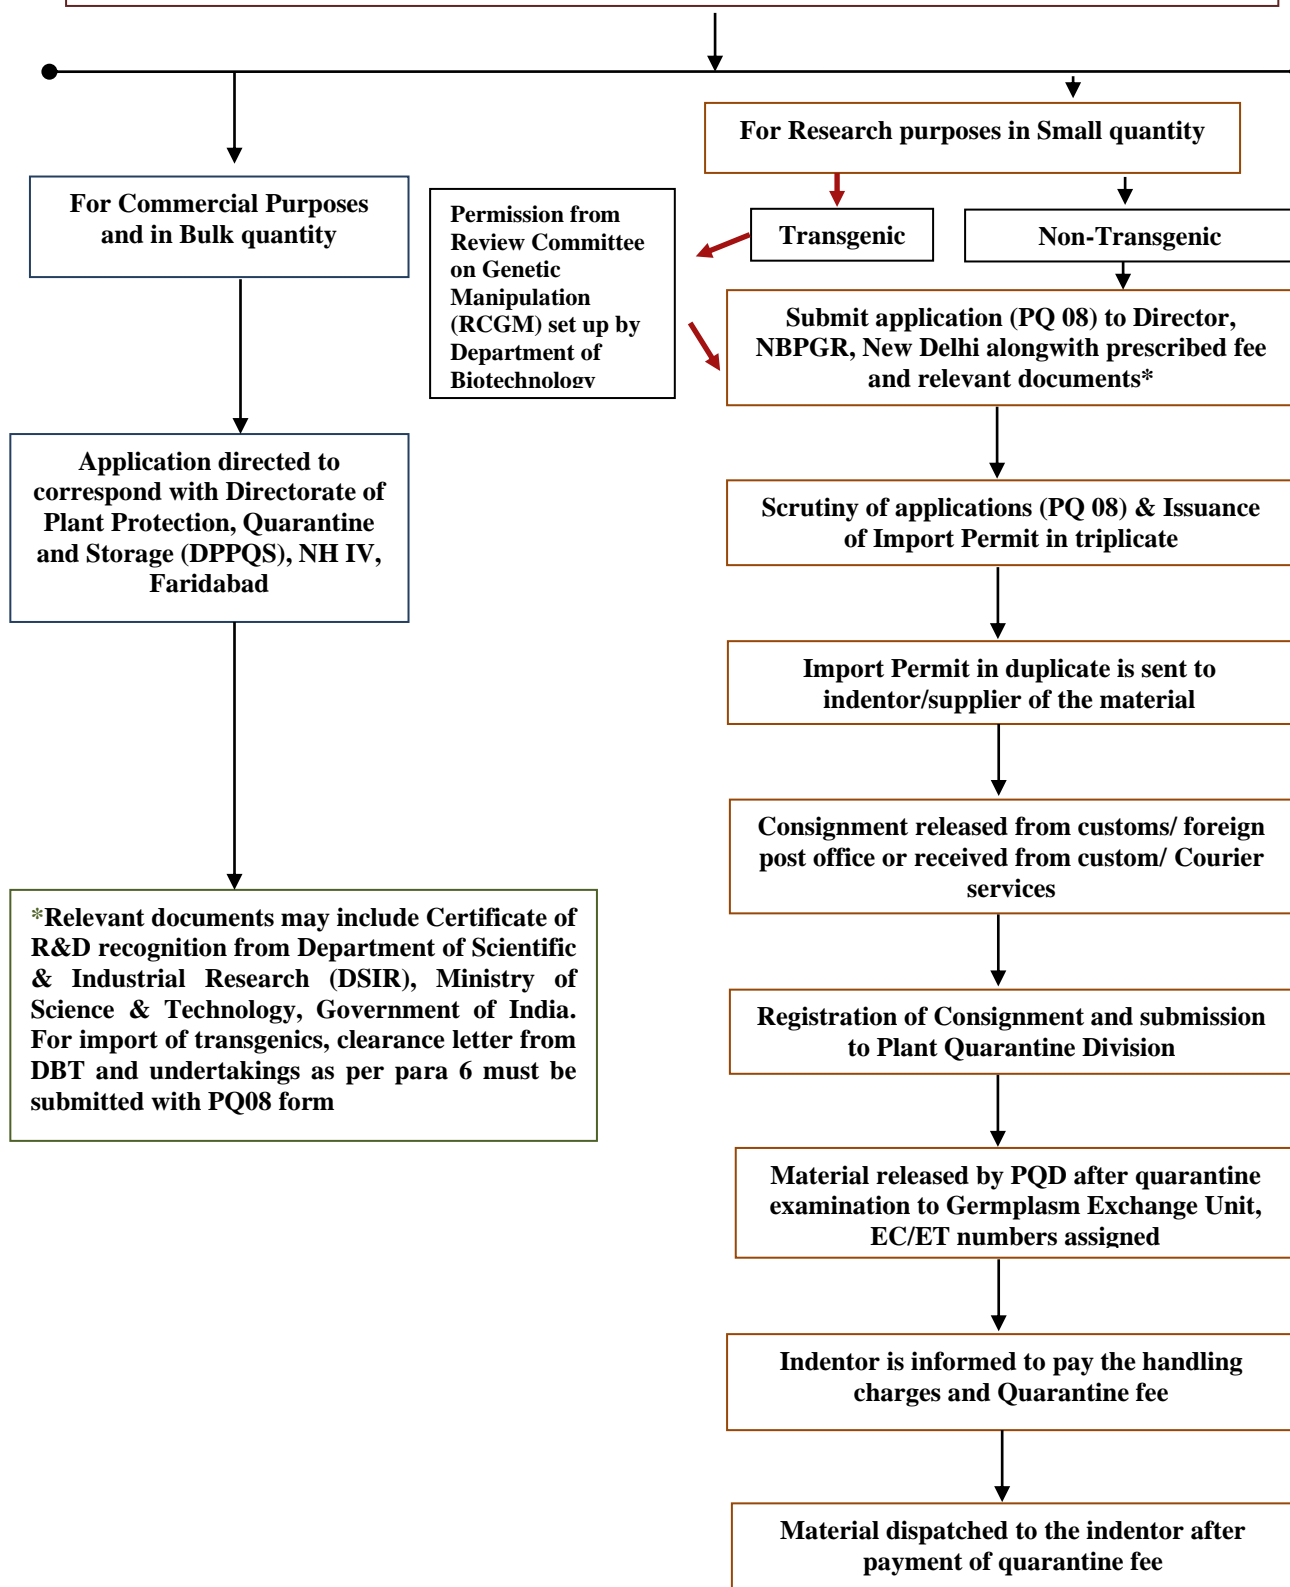 For Research purposes in Small quantity
For Commercial Purposes
and in Bulk quantity
Permission from
Review Committee
on Genetic
Manipulation
(RCGM) set up by
Department of
Biotechnology
Transgenic
Non-Transgenic
Submit application (PQ 08) to Director,
NBPGR, New Delhi alongwith prescribed fee
and relevant documents*
Application directed to
correspond with Directorate of
Plant Protection, Quarantine
and Storage (DPPQS), NH IV,
Faridabad
Scrutiny of applications (PQ 08) & Issuance
of Import Permit in triplicate
Import Permit in duplicate is sent to
indentor/supplier of the material
Consignment released from customs/ foreign
post office or received from custom/ Courier
services
*Relevant documents may include Certificate of
R&D recognition from Department of Scientific
& Industrial Research (DSIR), Ministry of
Science & Technology, Government of India.
For import of transgenics, clearance letter from
DBT and undertakings as per para 6 must be
submitted with PQ08 form
Registration of Consignment and submission
to Plant Quarantine Division
Material released by PQD after quarantine
examination to Germplasm Exchange Unit,
EC/ET numbers assigned
Indentor is informed to pay the handling
charges and Quarantine fee
Material dispatched to the indentor after
payment of quarantine fee